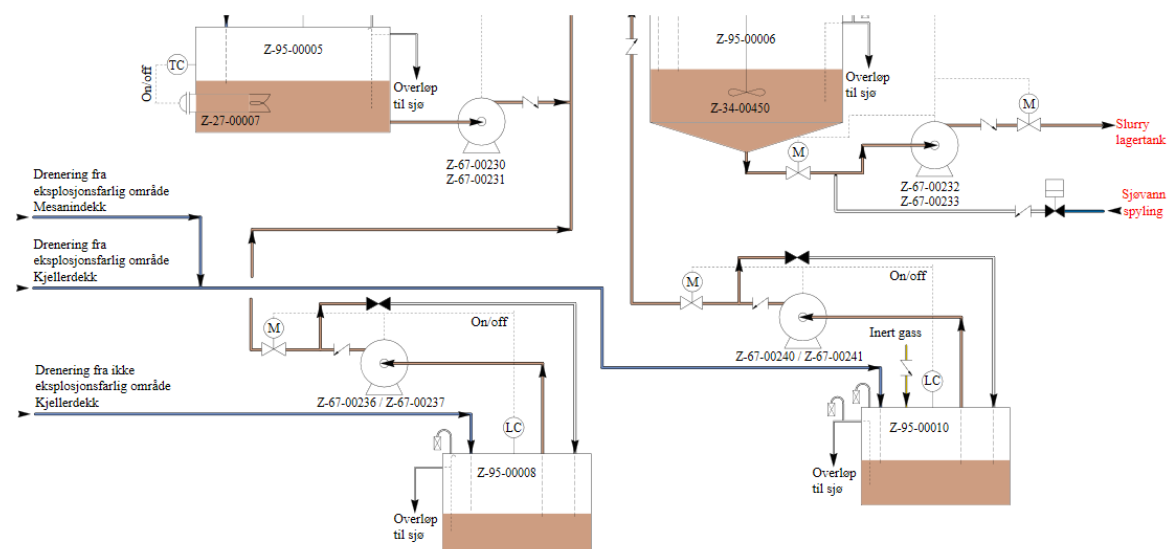 Z-95-00005
TC
On/off
Z-27-00007
Overløp
til sjø
Z-67-00230
Z-67-00231
Z-95-00006
Z-34-00450
Overløp
til sjø
M
M
Slurry
lagertank
Z-67-00232
Z-67-00233
Sjøvann
spyling
Drenering fra
eksplosjonsfarlig område
Mesanindekk
Drenering fra
eksplosjonsfarlig område
Kjellerdekk
M
On/off
Z-67-00236 / Z-67-00237
Drenering fra ikke
eksplosjonsfarlig område
Kjellerdekk
LC
Z-95-00008
Overløp
til sjø
M
On/off
Z-67-00240 / Z-67-00241
Inert gass
LC
Z-95-00010
Overløp
til sjø